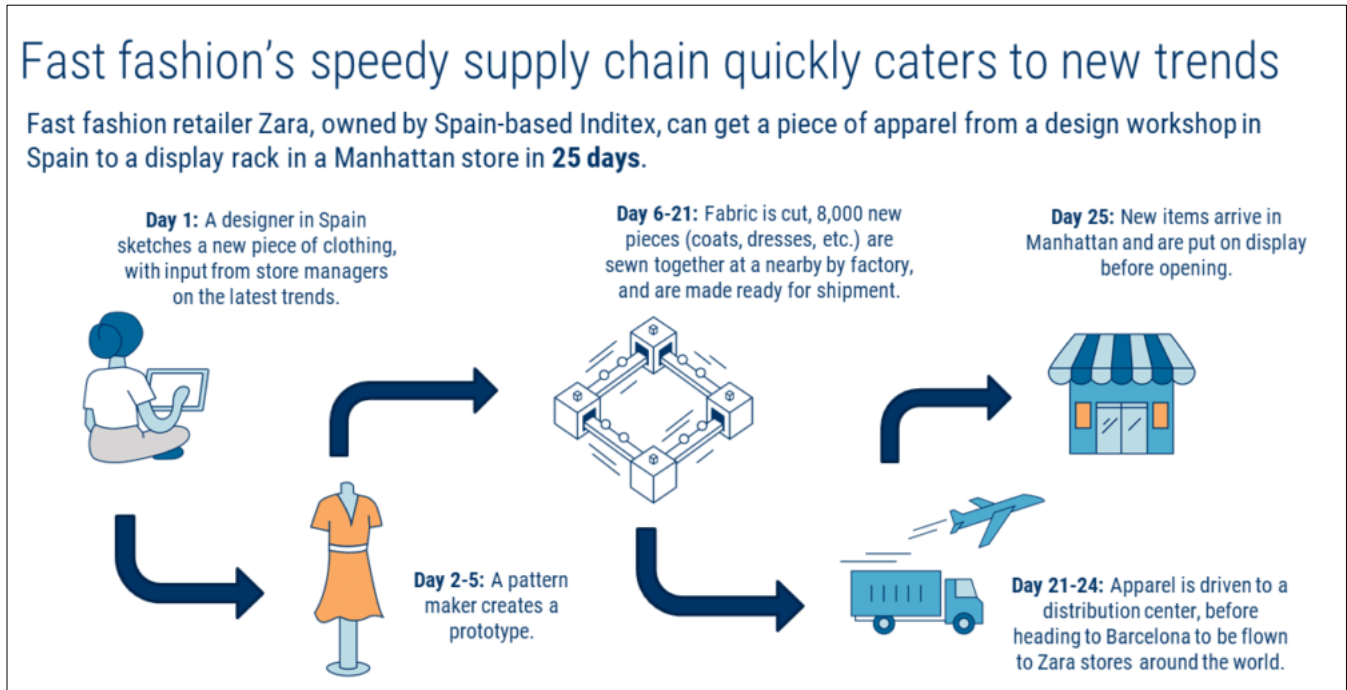 Fast fashion's speedy supply chain quickly caters to new trends
Fast fashion retailer Zara, owned by Spain-based Inditex, can get a piece of apparel from a design workshop in
Spain to a display rack in a Manhattan store in 25 days.
Day 1: A designer in Spain
sketches a new piece of clothing,
with input from store managers
on the latest trends.
Day 2-5: A pattern
maker creates a
prototype.
Day 6-21: Fabric is cut, 8,000 new
pieces (coats, dresses, etc.) are
sewn together at a nearby by factory,
and are made ready for shipment.
Day 21-24: Apparel is driven to a
distribution center, before
heading to Barcelona to be flown
to Zara stores around the world.
Day 25: New items arrive in
Manhattan and are put on display
before opening.